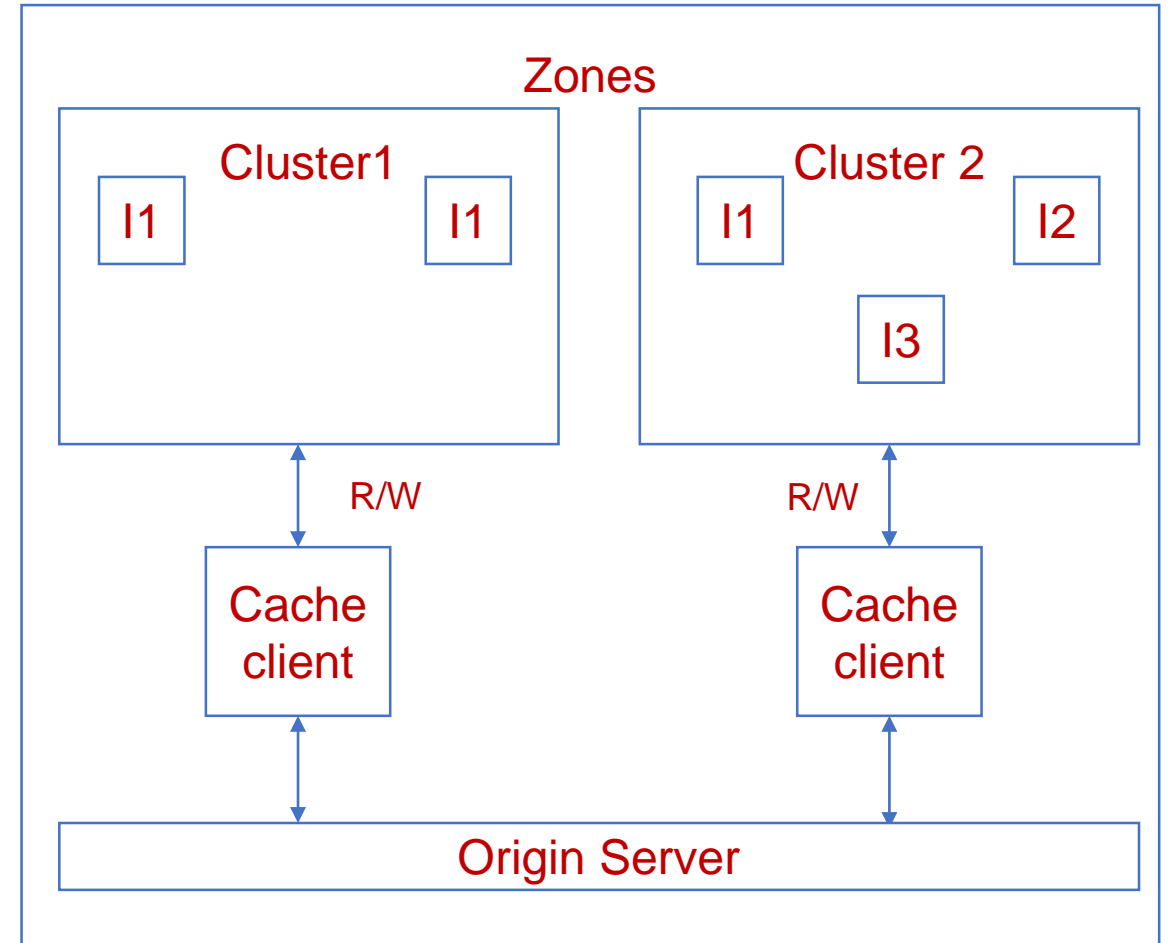 Zones
Cluster1
Cluster 2
I1
I1
I1
I2
I3
R/W
R/W
Cache
client
Cache
client
Origin Server